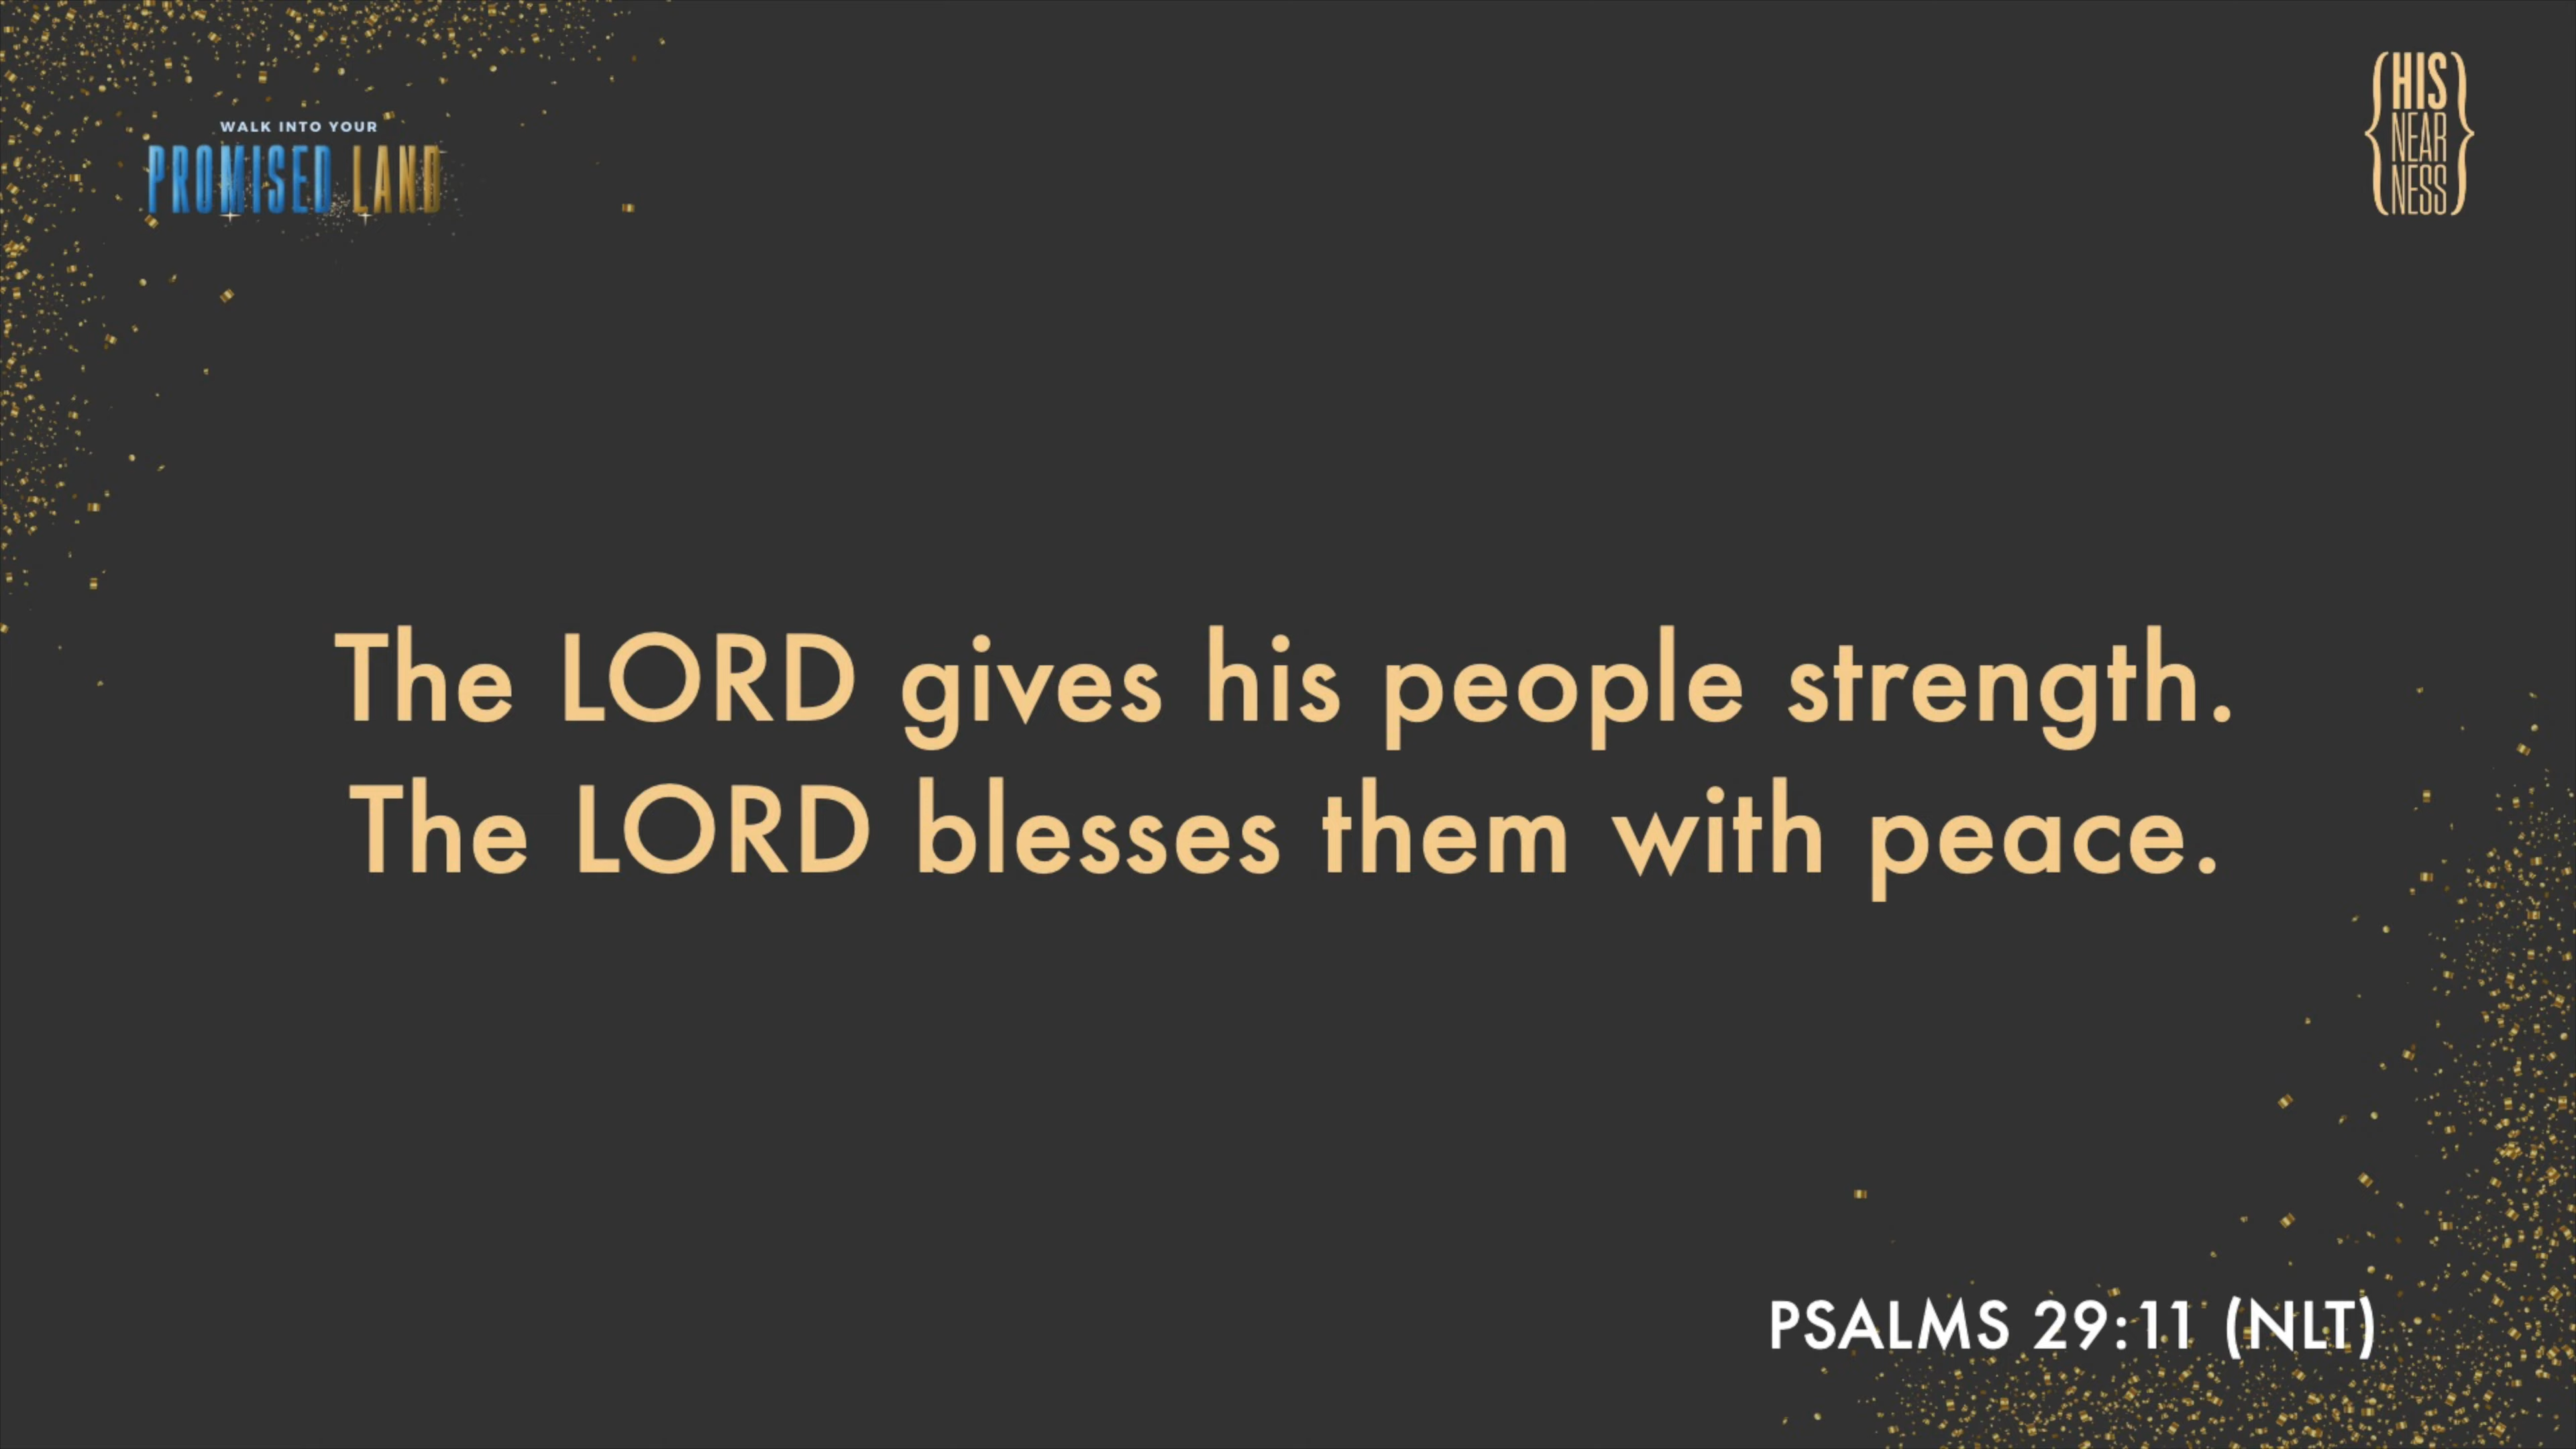 WALK INTO YOUR
PROMISED LAND
{HIS
NEAR
NESS}
The LORD gives his people strength.
The LORD blesses them with peace.
PSALMS 29:11 (NLT)